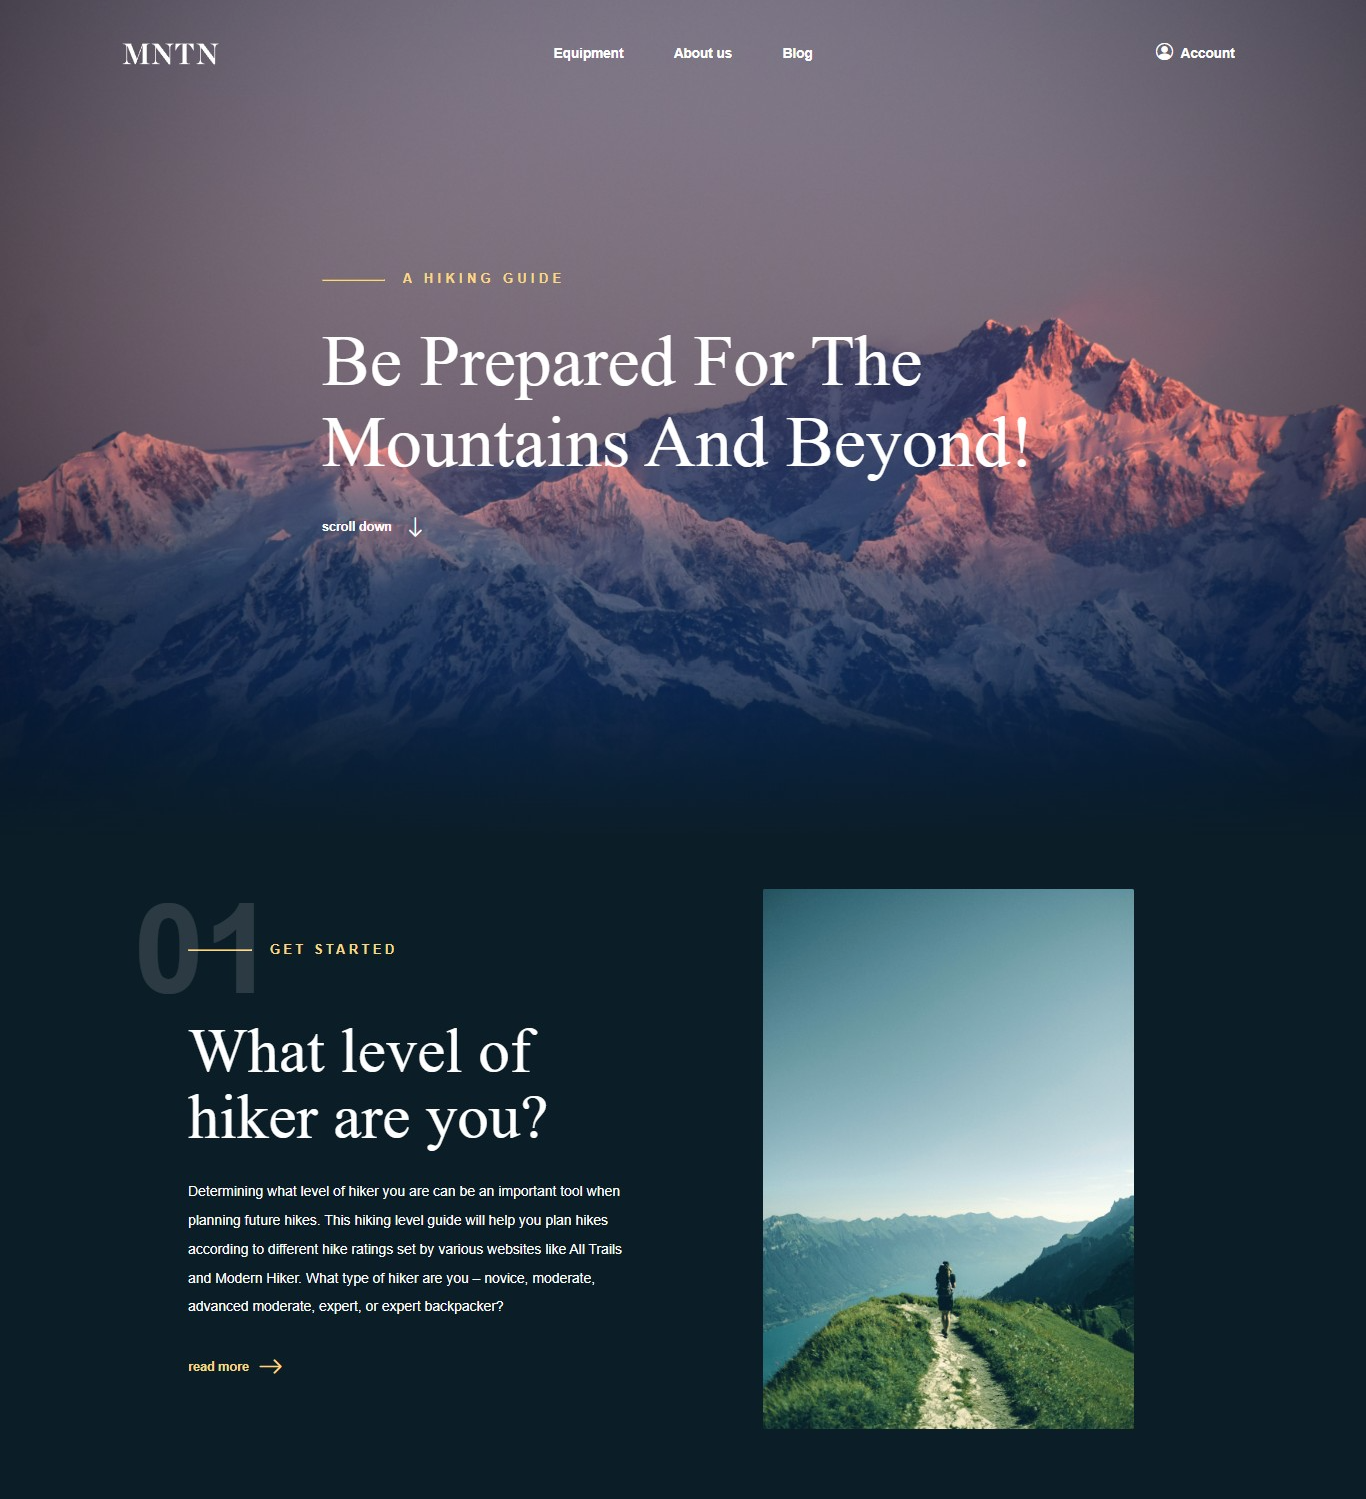 MNTN
Equipment
About us
Blog
Account
A HIKING GUIDE
Be Prepared For The
Mountains And Beyond!
scroll down
01
GET STARTED
What level of
hiker are you?
Determining what level of hiker you are can be an important tool when
planning future hikes. This hiking level guide will help you plan hikes
according to different hike ratings set by various websites like All Trails
and Modern Hiker. What type of hiker are you – novice, moderate,
advanced moderate, expert, or expert backpacker?
read more